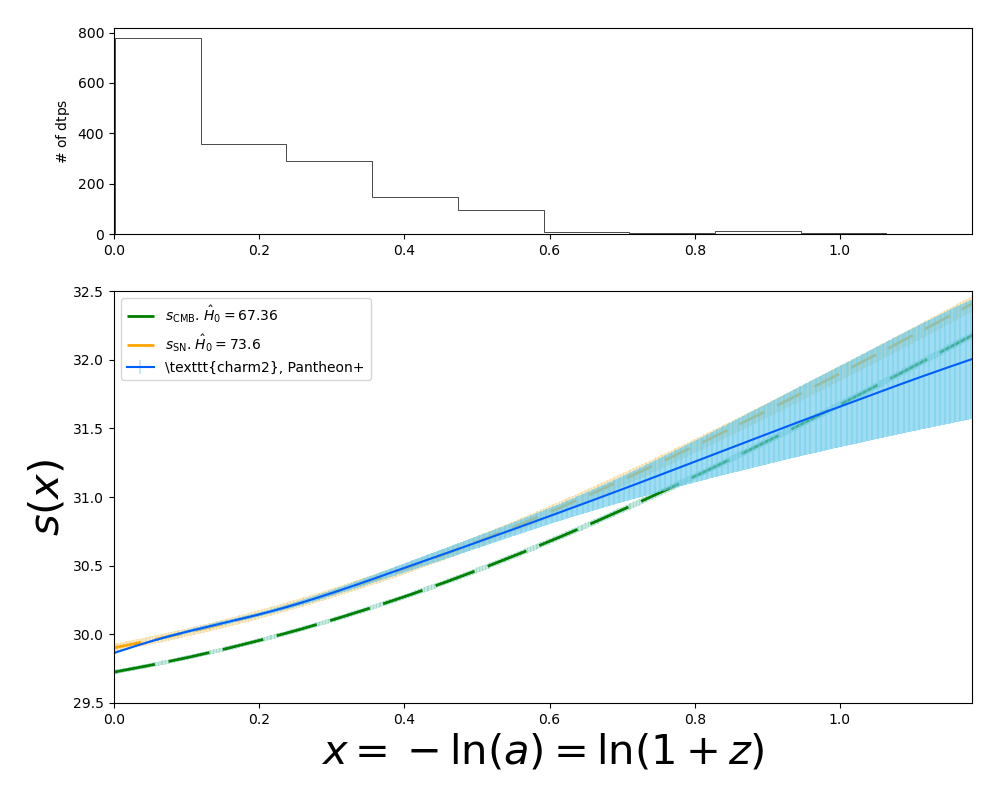 800
600
400
200
0
# of dtps
0.0 0.2 0.4 0.6 0.8 1.0
32.5
32.0
31.5
31.0
30.5
30.0
29.5
s(x)
s_CMB. Ĥ_0 = 67.36
s_SN. Ĥ_0 = 73.6
\texttt{charm2}, Pantheon+
0.0 0.2 0.4 0.6 0.8 1.0
x = −ln(a) = ln(1 + z)